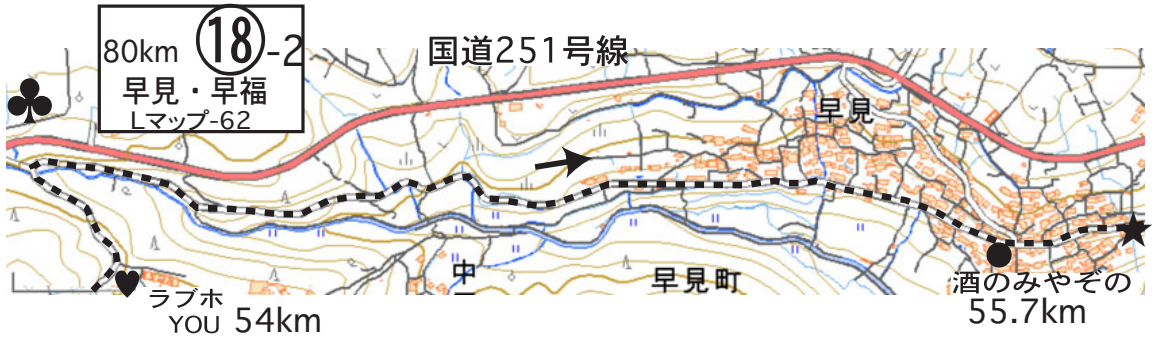 80km ⑱-2
早見・早福
Lマップ-62
国道251号線
早見
中
早見町
ラブホ
YOU 54km
酒のみやぞの
55.7km